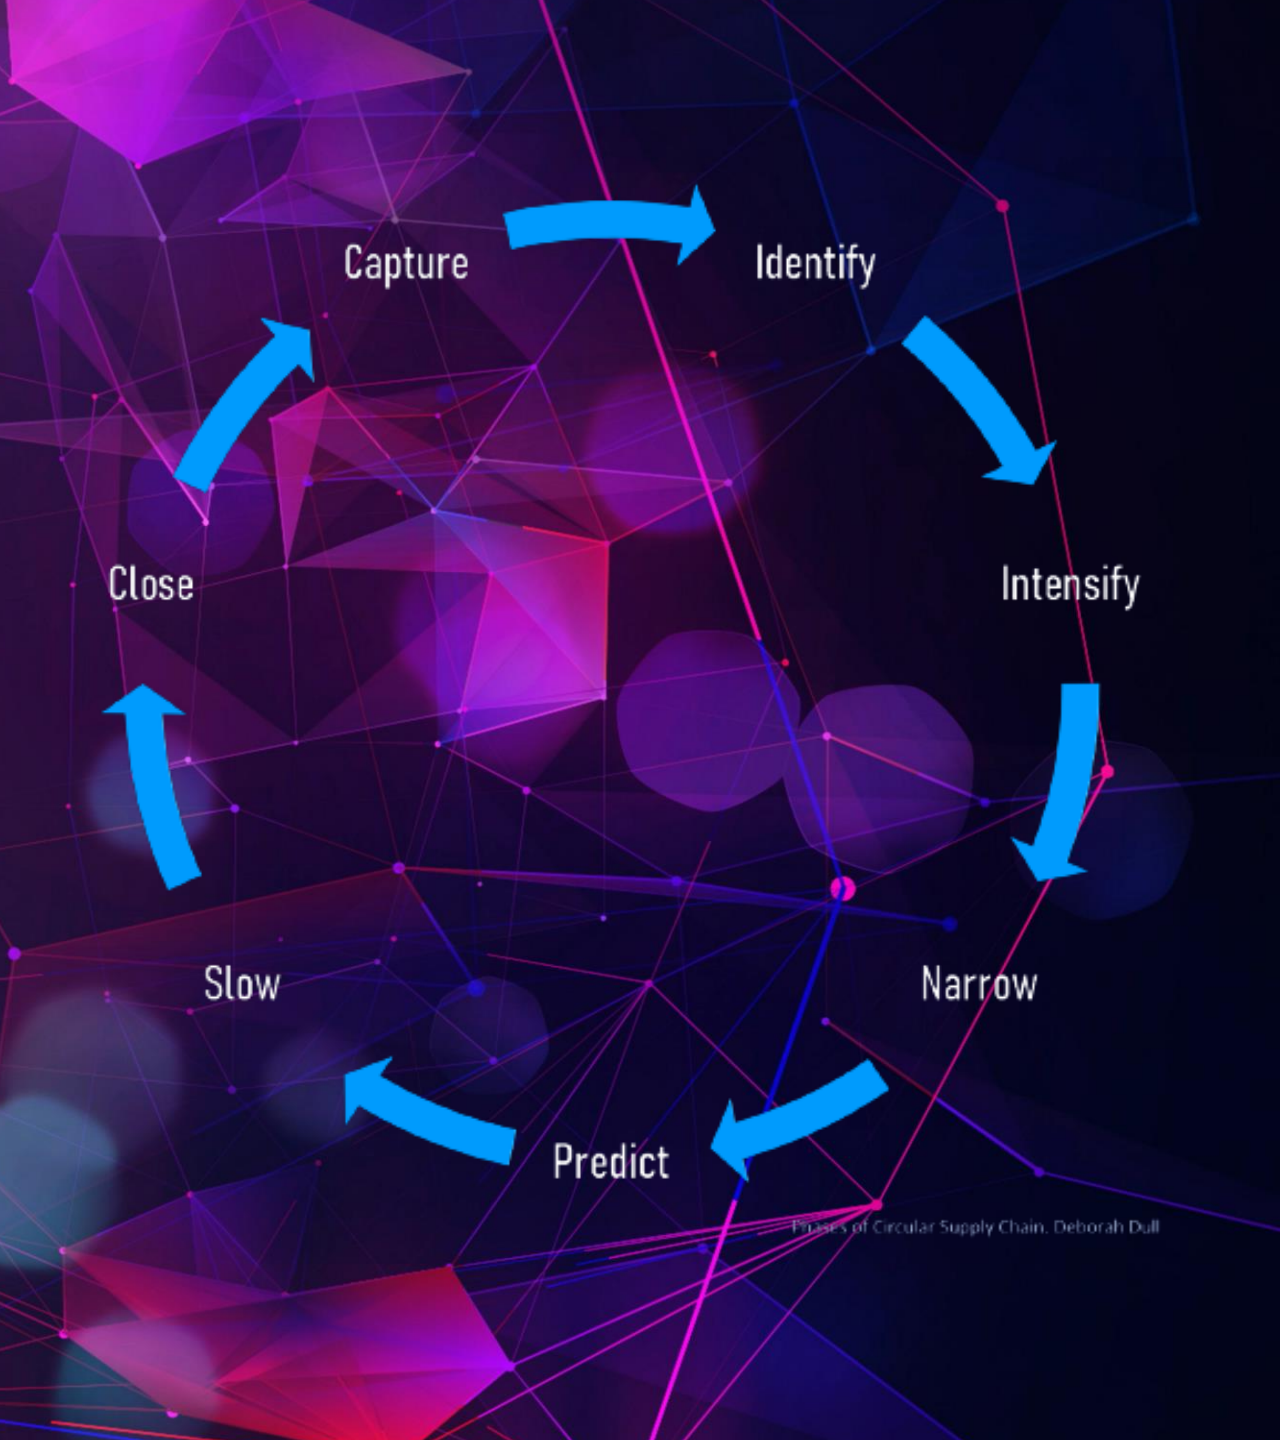 Capture
Identify
Close
Intensify
Slow
Narrow
Predict
Phases of Circular Supply Chain. Deborah Dull